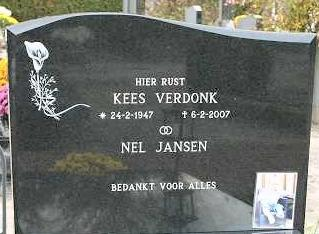 HIER RUST
KEES VERDONK
* 24-2-1947 † 6-2-2007
NEL JANSEN
BEDANKT VOOR ALLES